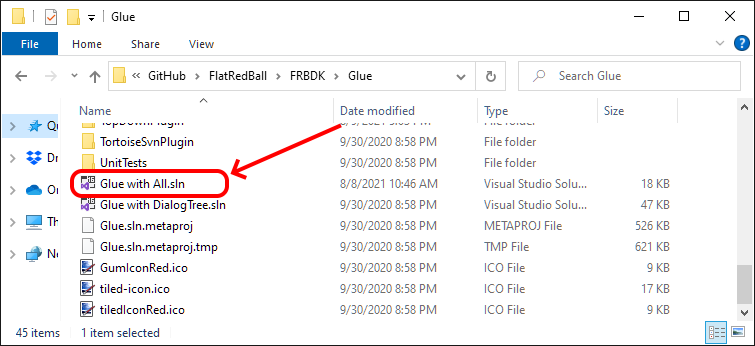 Glue
File Home Share View
GitHub FlatRedBall FRBDK Glue Search Glue
Name Date modified Type Size
TopDownPlugin File folder
TortoiseSvnPlugin 9/30/2020 8:58 PM File folder
UnitTests 9/30/2020 8:58 PM File folder
Glue with All.sln 8/8/2021 10:46 AM Visual Studio Solu... 18 KB
Glue with DialogTree.sln 9/30/2020 8:58 PM Visual Studio Solu... 47 KB
Glue.sln.metaproj 9/30/2020 8:58 PM METAPROJ File 526 KB
Glue.sln.metaproj.tmp 9/30/2020 8:58 PM TMP File 621 KB
GumIconRed.ico 9/30/2020 8:58 PM ICO File 9 KB
tiled-icon.ico 9/30/2020 8:58 PM ICO File 17 KB
tiledIconRed.ico 9/30/2020 8:58 PM ICO File 9 KB
Qu
Dr
On
Th
Ne
45 items 1 item selected